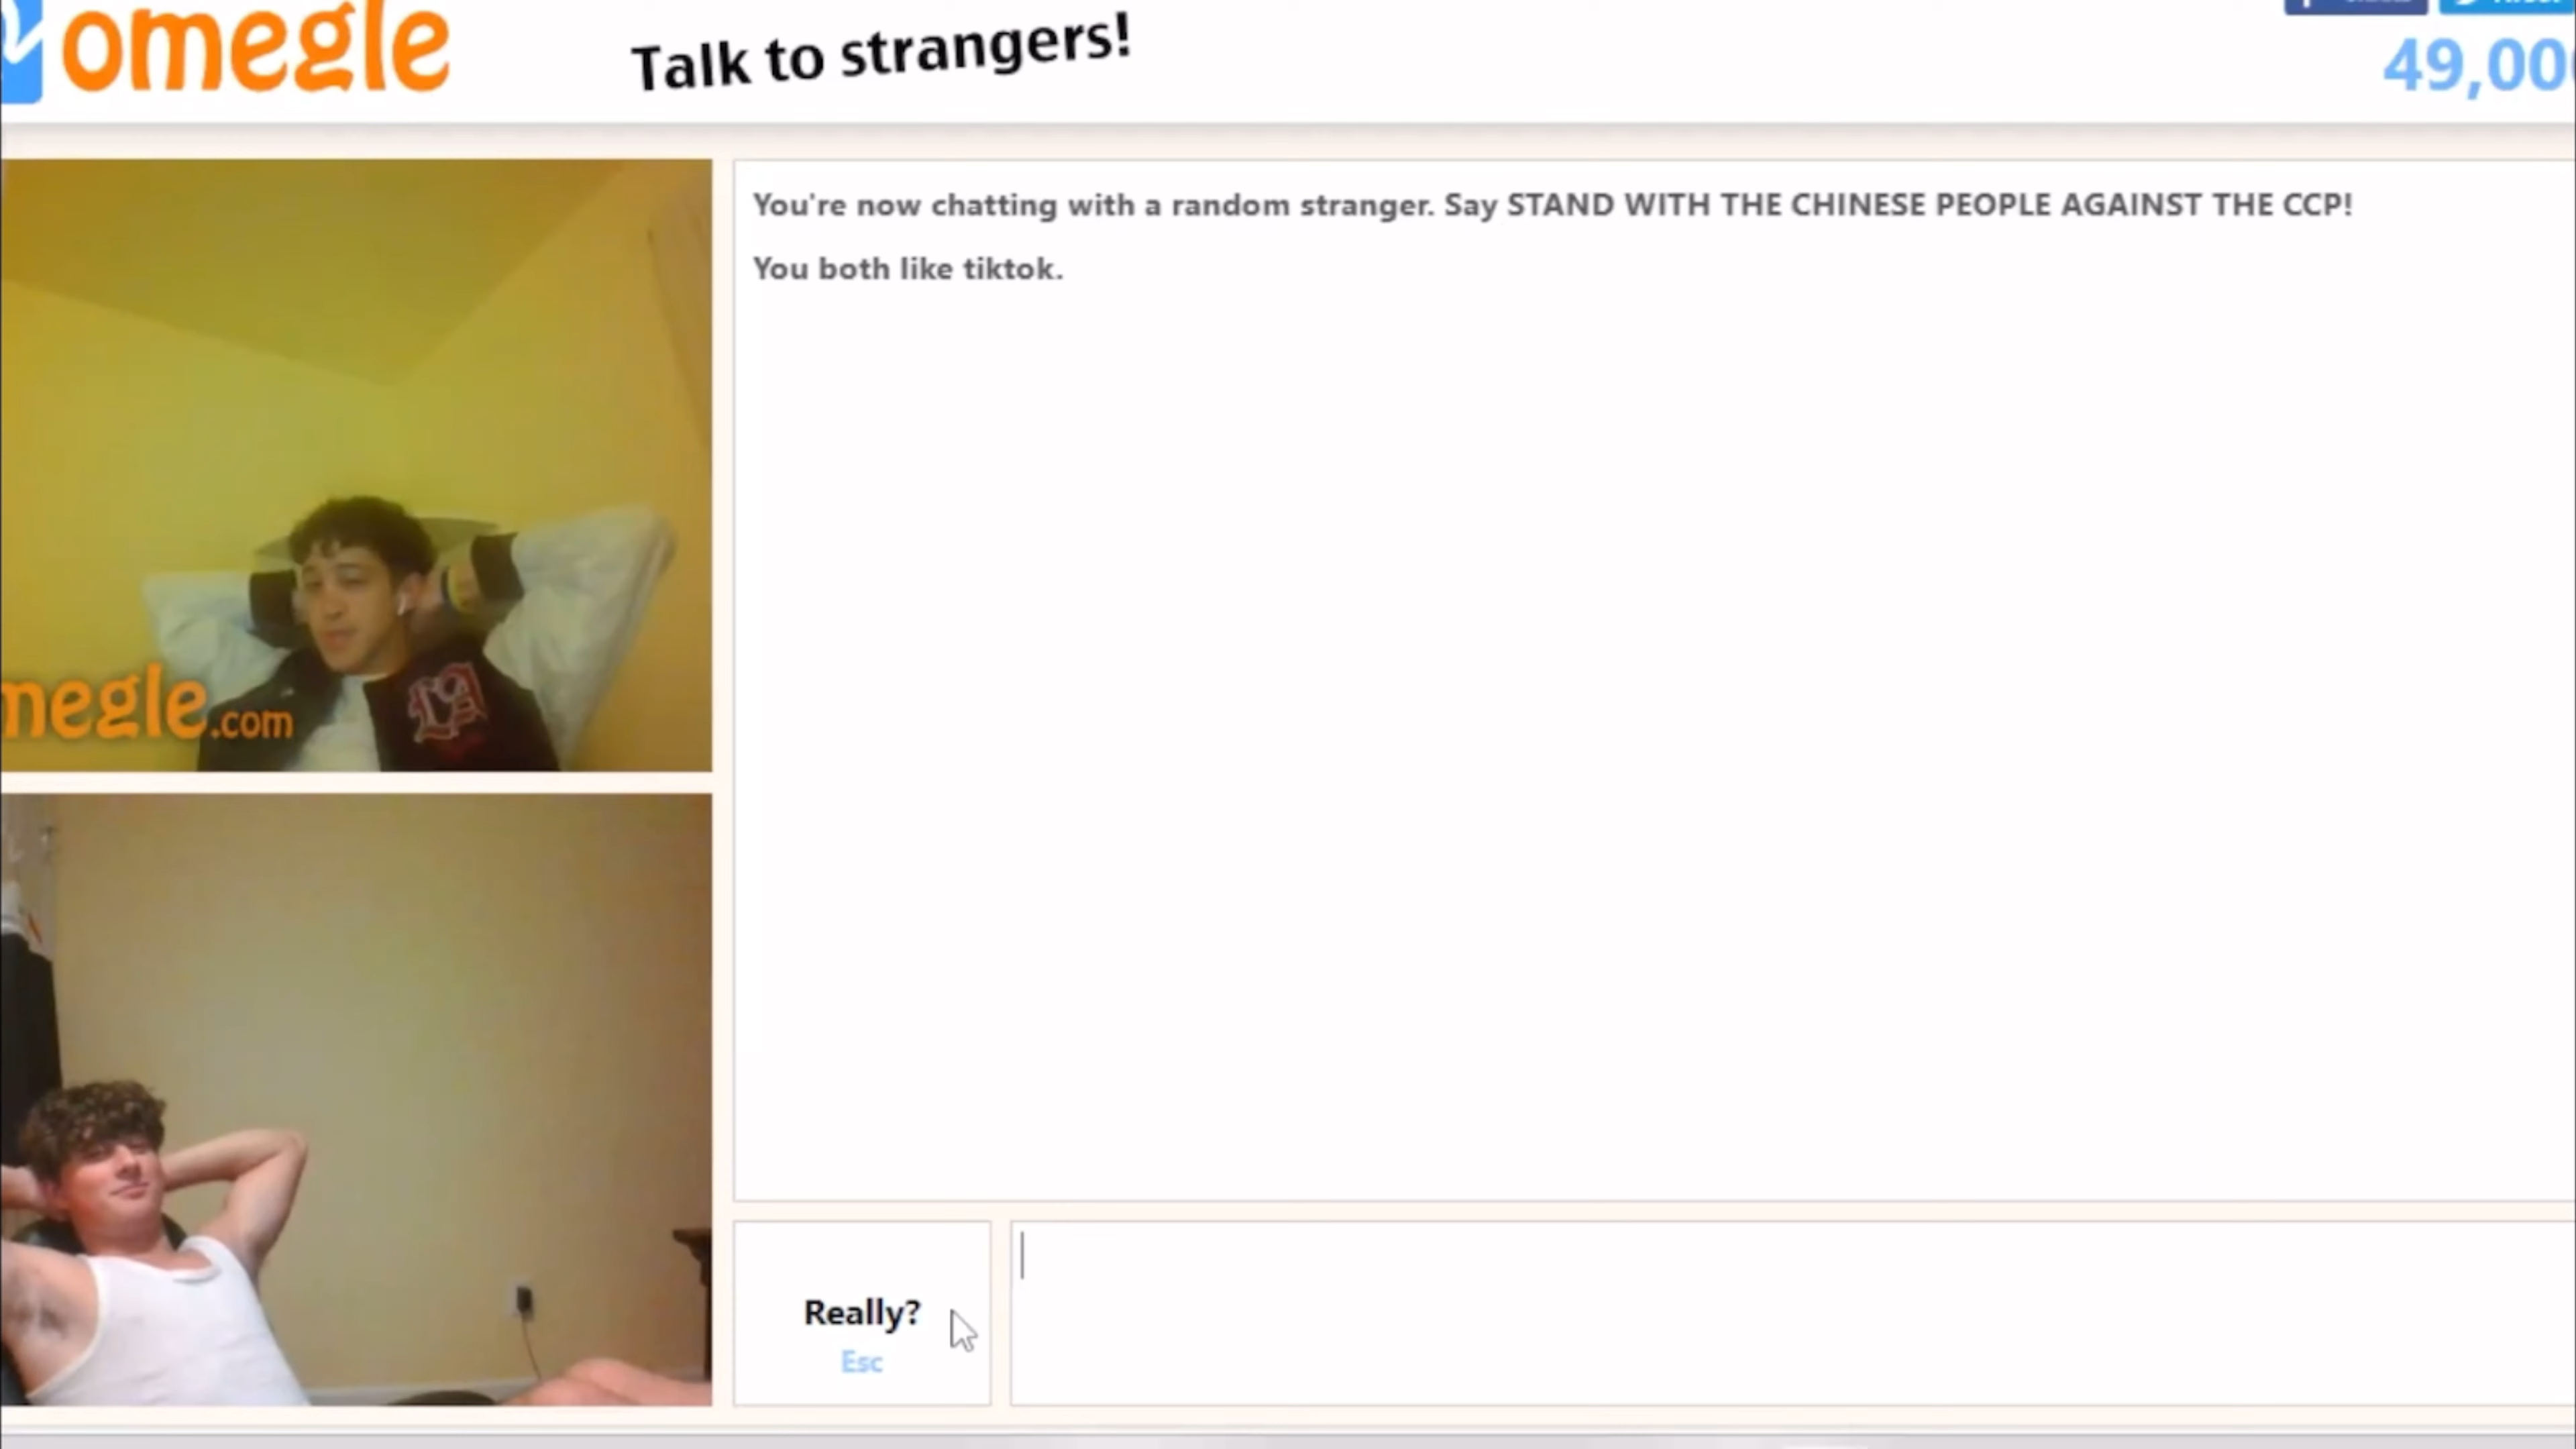 omegle
Talk to strangers!
49,00
You're now chatting with a random stranger. Say STAND WITH THE CHINESE PEOPLE AGAINST THE CCP!
You both like tiktok.
megle.com
Really?
Esc